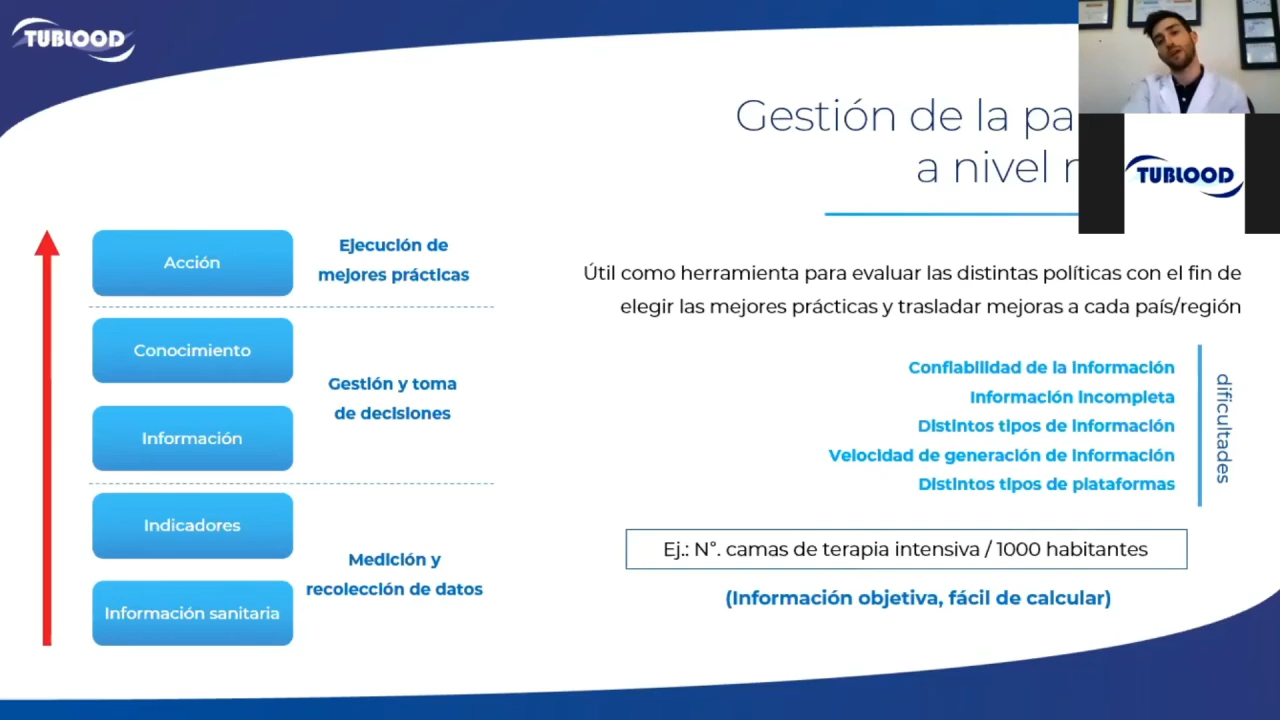 TUBLOOD
Gestión de la
a nivel
TUBLOOD
Acción
Ejecución de
mejores prácticas
Conocimiento
Gestión y toma
de decisiones
Información
Indicadores
Medición y
recolección de datos
Información sanitaria
Útil como herramienta para evaluar las distintas políticas con el fin de
elegir las mejores prácticas y trasladar mejoras a cada país/región
Confiabilidad de la información
Información incompleta
Distintos tipos de información
Velocidad de generación de información
Distintos tipos de plataformas
dificultades
Ej.: N°. camas de terapia intensiva / 1000 habitantes
(Información objetiva, fácil de calcular)